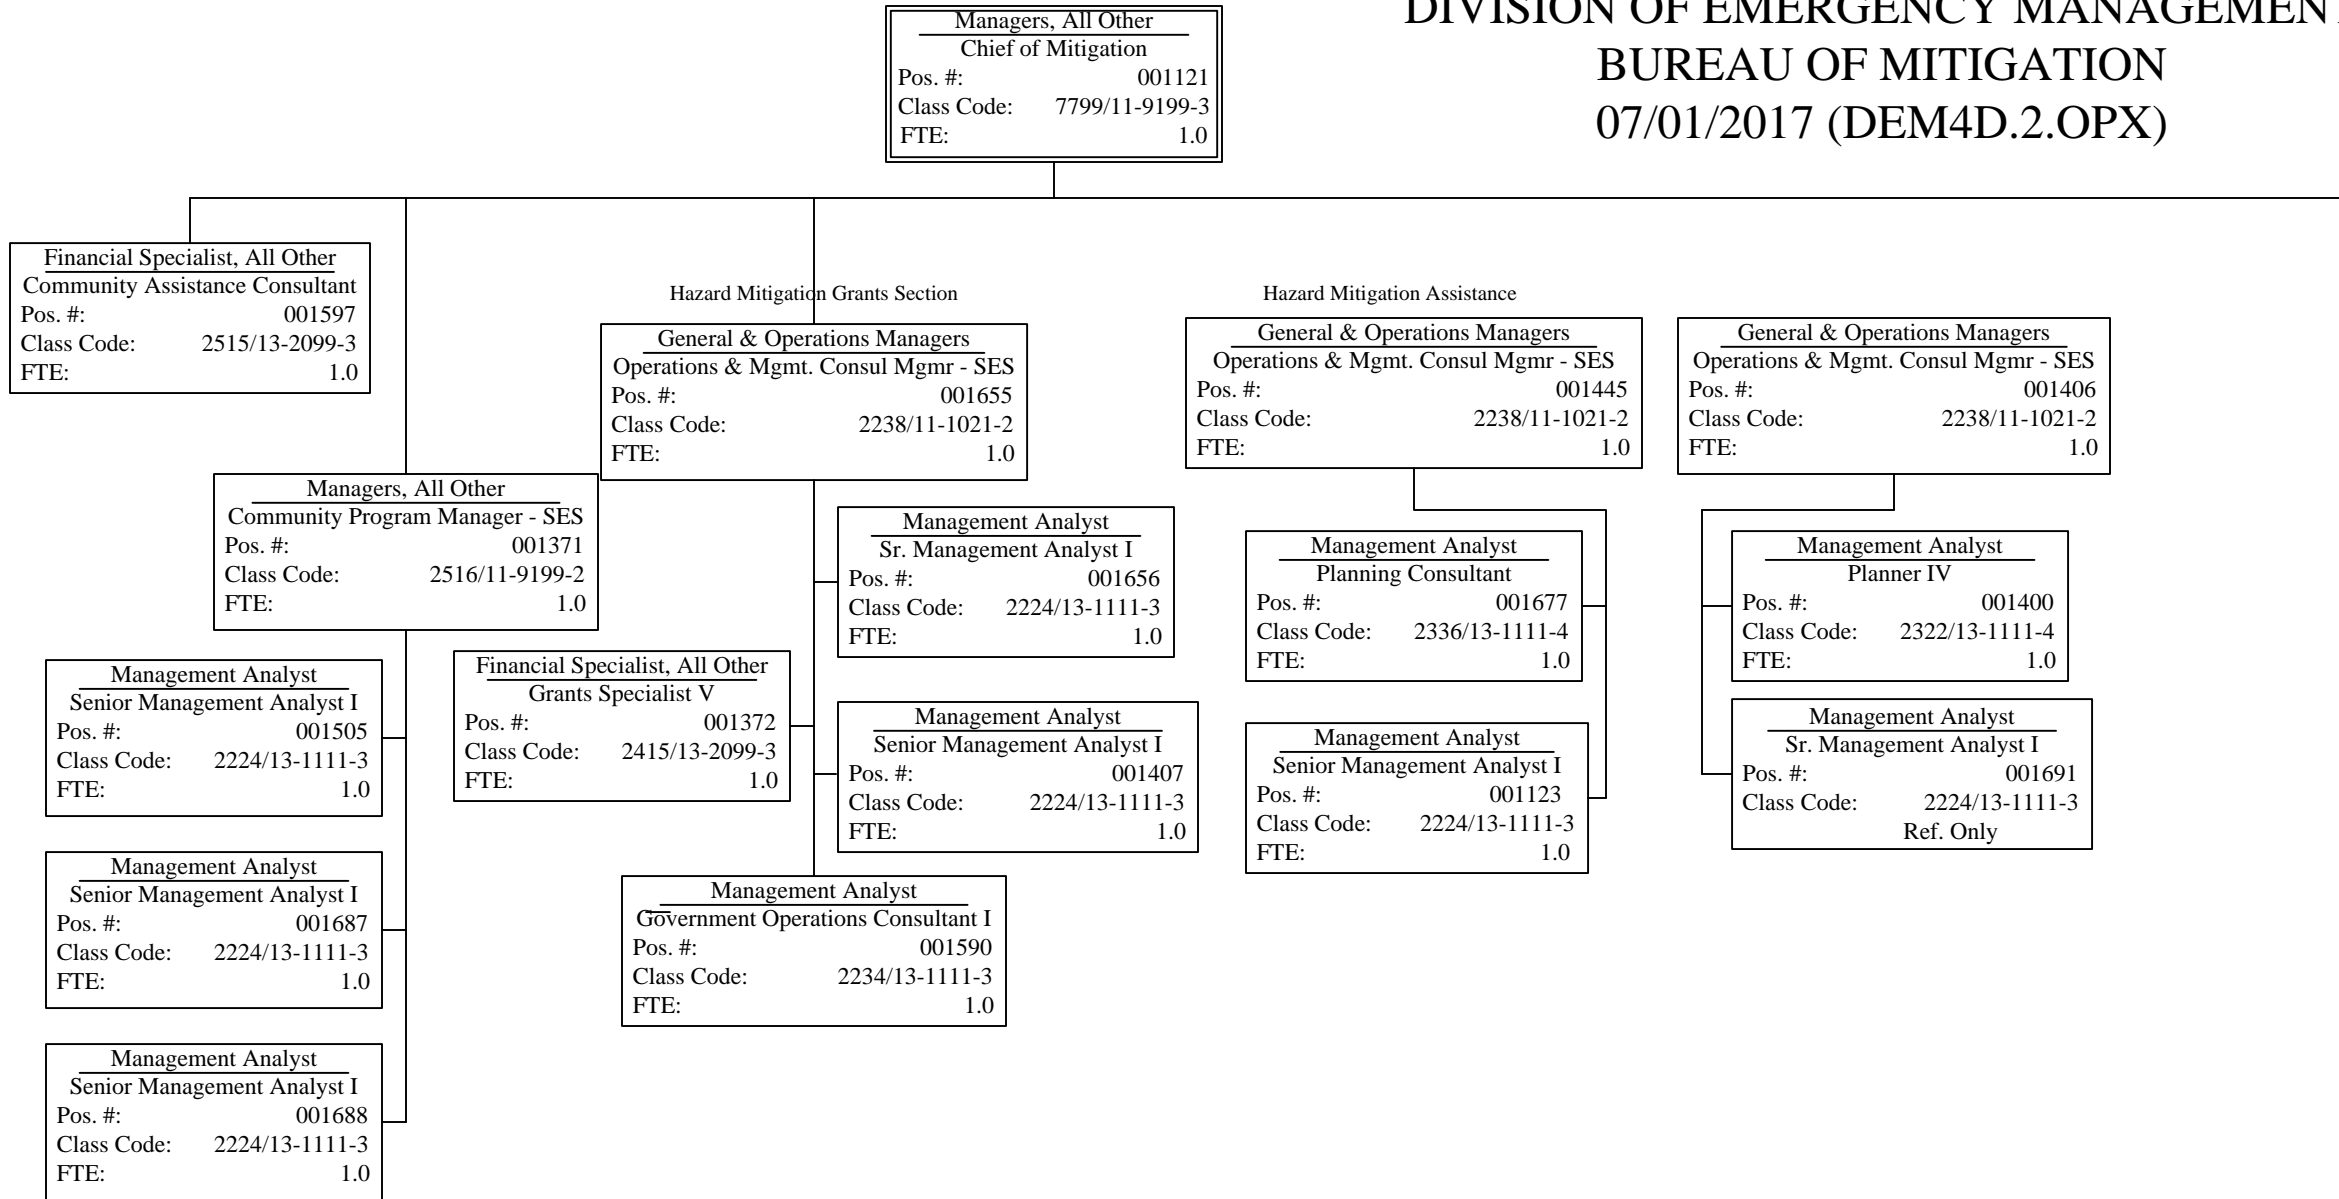 DIVISION OF EMERGENCY MANAGEMENT
BUREAU OF MITIGATION
07/01/2017 (DEM4D.2.OPX)
Managers, All Other
Chief of Mitigation
Pos. #: 001121
Class Code: 7799/11-9199-3
FTE: 1.0
Financial Specialist, All Other
Community Assistance Consultant
Pos. #: 001597
Class Code: 2515/13-2099-3
FTE: 1.0
Managers, All Other
Community Program Manager - SES
Pos. #: 001371
Class Code: 2516/11-9199-2
FTE: 1.0
Management Analyst
Senior Management Analyst I
Pos. #: 001505
Class Code: 2224/13-1111-3
FTE: 1.0
Management Analyst
Senior Management Analyst I
Pos. #: 001687
Class Code: 2224/13-1111-3
FTE: 1.0
Management Analyst
Senior Management Analyst I
Pos. #: 001688
Class Code: 2224/13-1111-3
FTE: 1.0
Hazard Mitigation Grants Section
General & Operations Managers
Operations & Mgmt. Consul Mgmr - SES
Pos. #: 001655
Class Code: 2238/11-1021-2
FTE: 1.0
Management Analyst
Sr. Management Analyst I
Pos. #: 001656
Class Code: 2224/13-1111-3
FTE: 1.0
Financial Specialist, All Other
Grants Specialist V
Pos. #: 001372
Class Code: 2415/13-2099-3
FTE: 1.0
Management Analyst
Senior Management Analyst I
Pos. #: 001407
Class Code: 2224/13-1111-3
FTE: 1.0
Management Analyst
Government Operations Consultant I
Pos. #: 001590
Class Code: 2234/13-1111-3
FTE: 1.0
Hazard Mitigation Assistance
General & Operations Managers
Operations & Mgmt. Consul Mgmr - SES
Pos. #: 001445
Class Code: 2238/11-1021-2
FTE: 1.0
Management Analyst
Planning Consultant
Pos. #: 001677
Class Code: 2336/13-1111-4
FTE: 1.0
Management Analyst
Senior Management Analyst I
Pos. #: 001123
Class Code: 2224/13-1111-3
FTE: 1.0
General & Operations Managers
Operations & Mgmt. Consul Mgmr - SES
Pos. #: 001406
Class Code: 2238/11-1021-2
FTE: 1.0
Management Analyst
Planner IV
Pos. #: 001400
Class Code: 2322/13-1111-4
FTE: 1.0
Management Analyst
Sr. Management Analyst I
Pos. #: 001691
Class Code: 2224/13-1111-3
Ref. Only